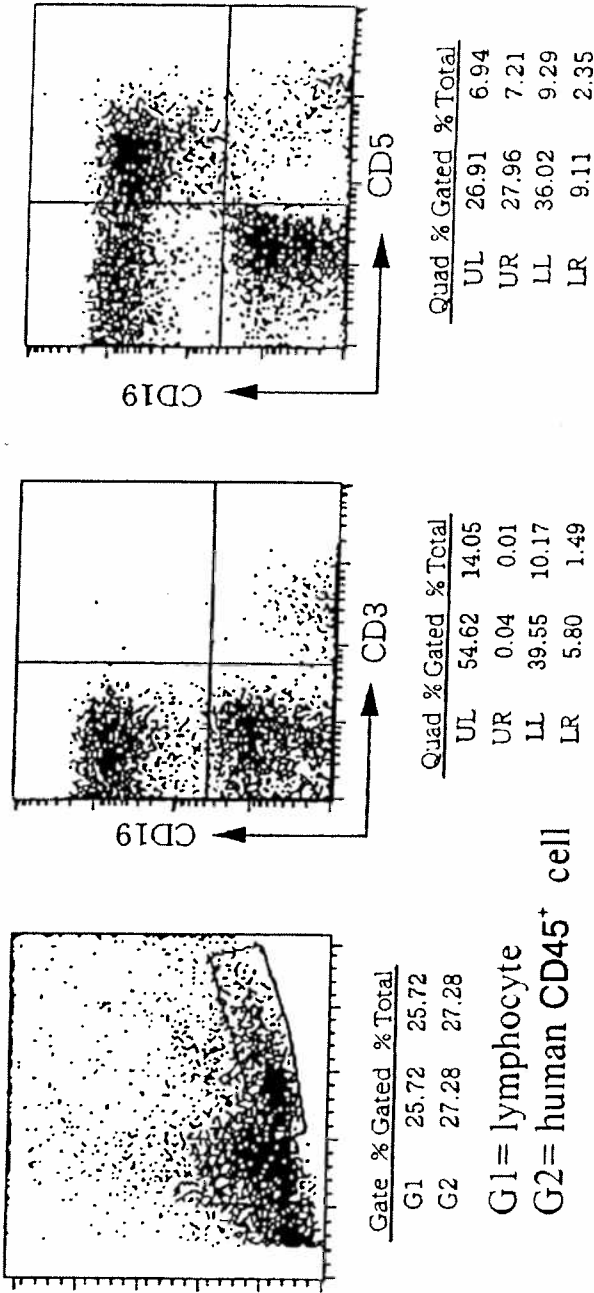 Gate % Gated % Total
G1 25.72 25.72
G2 27.28 27.28
G1= lymphocyte
G2= human CD45⁺ cell
CD19
CD3
Quad % Gated % Total
UL 54.62 14.05
UR 0.04 0.01
LL 39.55 10.17
LR 5.80 1.49
CD19
CD5
Quad % Gated % Total
UL 26.91 6.94
UR 27.96 7.21
LL 36.02 9.29
LR 9.11 2.35